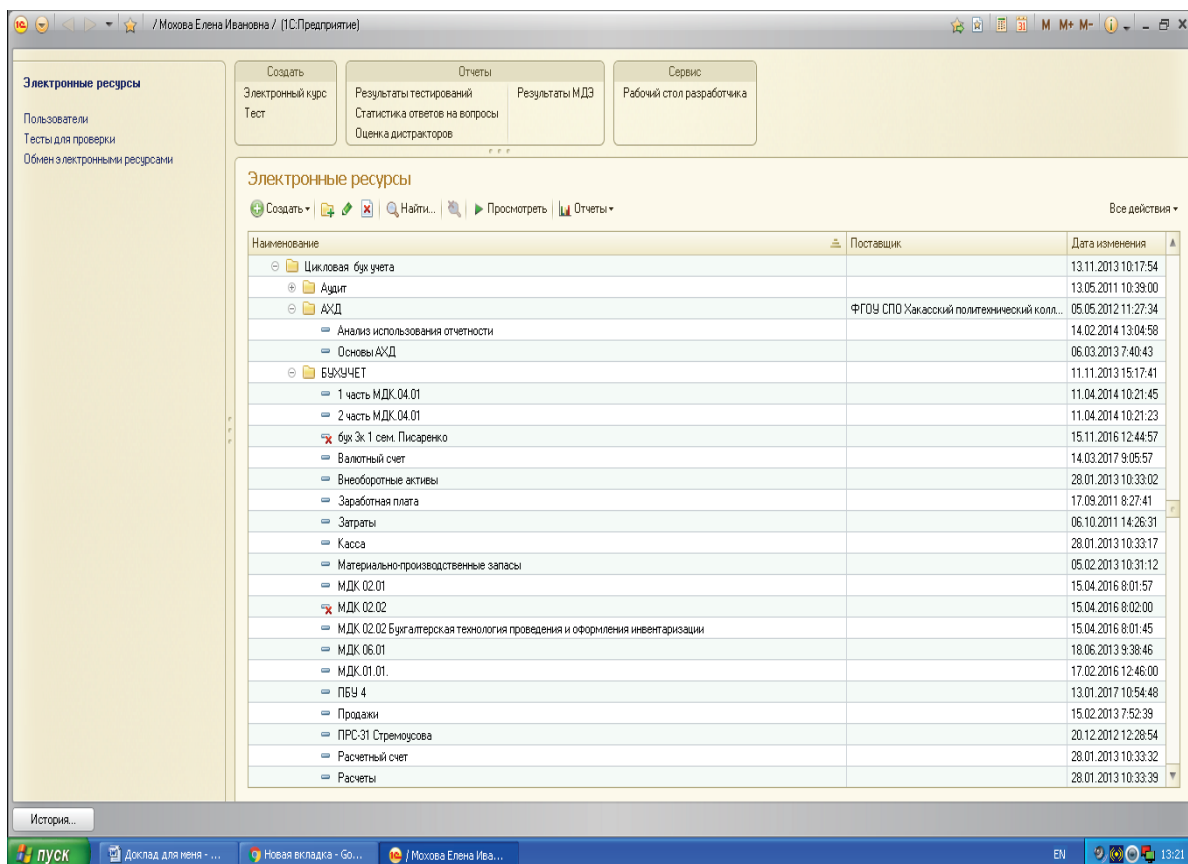 / Мохова Елена Ивановна / (1С:Предприятие)
M M+ M-
Электронные ресурсы
Пользователи
Тесты для проверки
Обмен электронными ресурсами
Создать
Электронный курс
Тест
Отчеты
Результаты тестирований
Результаты МДЭ
Статистика ответов на вопросы
Оценка дистракторов
Сервис
Рабочий стол разработчика
Электронные ресурсы
Создать Найти... Просмотреть Отчеты Все действия
Наименование Поставщик Дата изменения
Цикловая бух учета 13.11.2013 10:17:54
Аудит 13.05.2011 10:39:00
АХД ФГОУ СПО Хакасский политехнический колл... 05.05.2012 11:27:34
Анализ использования отчетности 14.02.2014 13:04:58
Основы АХД 06.03.2013 7:40:43
БУХУЧЕТ 11.11.2013 15:17:41
1 часть МДК.04.01 11.04.2014 10:21:45
2 часть МДК.04.01 11.04.2014 10:21:23
бух 3к 1 сем. Писаренко 15.11.2016 12:44:57
Валютный счет 14.03.2017 9:05:57
Внеоборотные активы 28.01.2013 10:33:02
Заработная плата 17.09.2011 8:27:41
Затраты 06.10.2011 14:26:31
Касса 28.01.2013 10:33:17
Материально-производственные запасы 05.02.2013 10:31:12
МДК 02.01 15.04.2016 8:01:57
МДК 02.02 15.04.2016 8:02:00
МДК 02.02 Бухгалтерская технология проведения и оформления инвентаризации 15.04.2016 8:01:45
МДК 06.01 18.06.2013 9:38:46
МДК.01.01. 17.02.2016 12:46:00
ПБУ 4 13.01.2017 10:54:48
Продажи 15.02.2013 7:52:39
ПРС-31 Стремоусова 20.12.2012 12:28:54
Расчетный счет 28.01.2013 10:33:32
Расчеты 28.01.2013 10:33:39
История...
пуск Доклад для меня - ... Новая вкладка - Go... / Мохова Елена Ива... EN 13:21